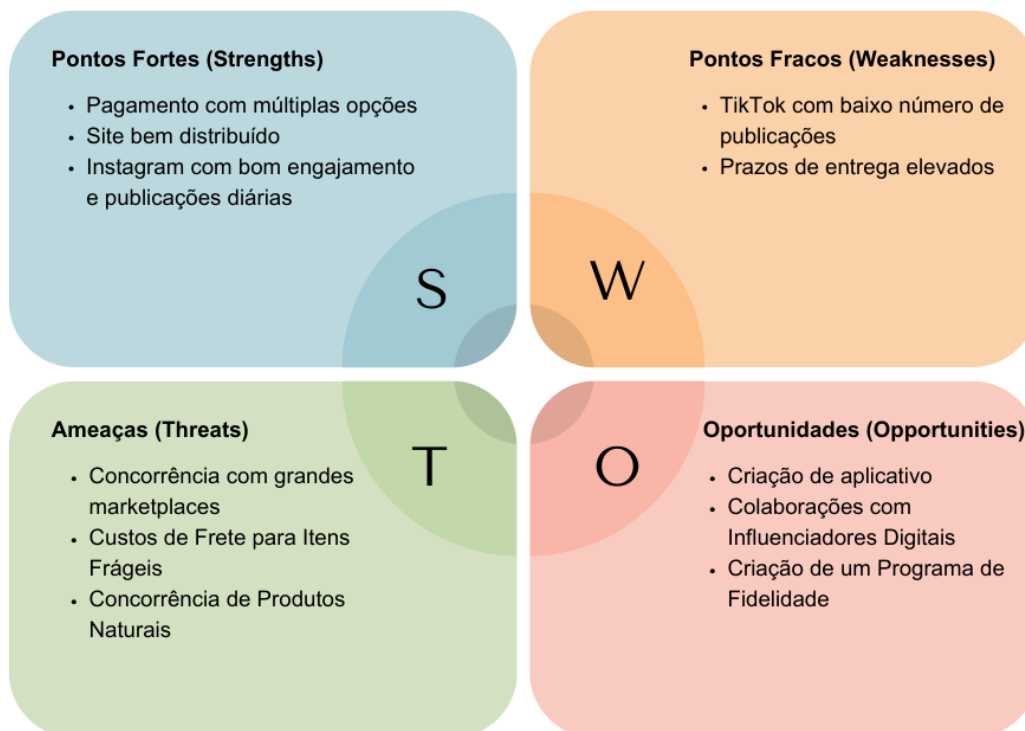 Pontos Fortes (Strengths)
• Pagamento com múltiplas opções
• Site bem distribuído
• Instagram com bom engajamento
e publicações diárias
S
Pontos Fracos (Weaknesses)
• TikTok com baixo número de
publicações
• Prazos de entrega elevados
W
Ameaças (Threats)
• Concorrência com grandes
marketplaces
• Custos de Frete para Itens
Frágeis
• Concorrência de Produtos
Naturais
T
Oportunidades (Opportunities)
• Criação de aplicativo
• Colaborações com
Influenciadores Digitais
• Criação de um Programa de
Fidelidade
O